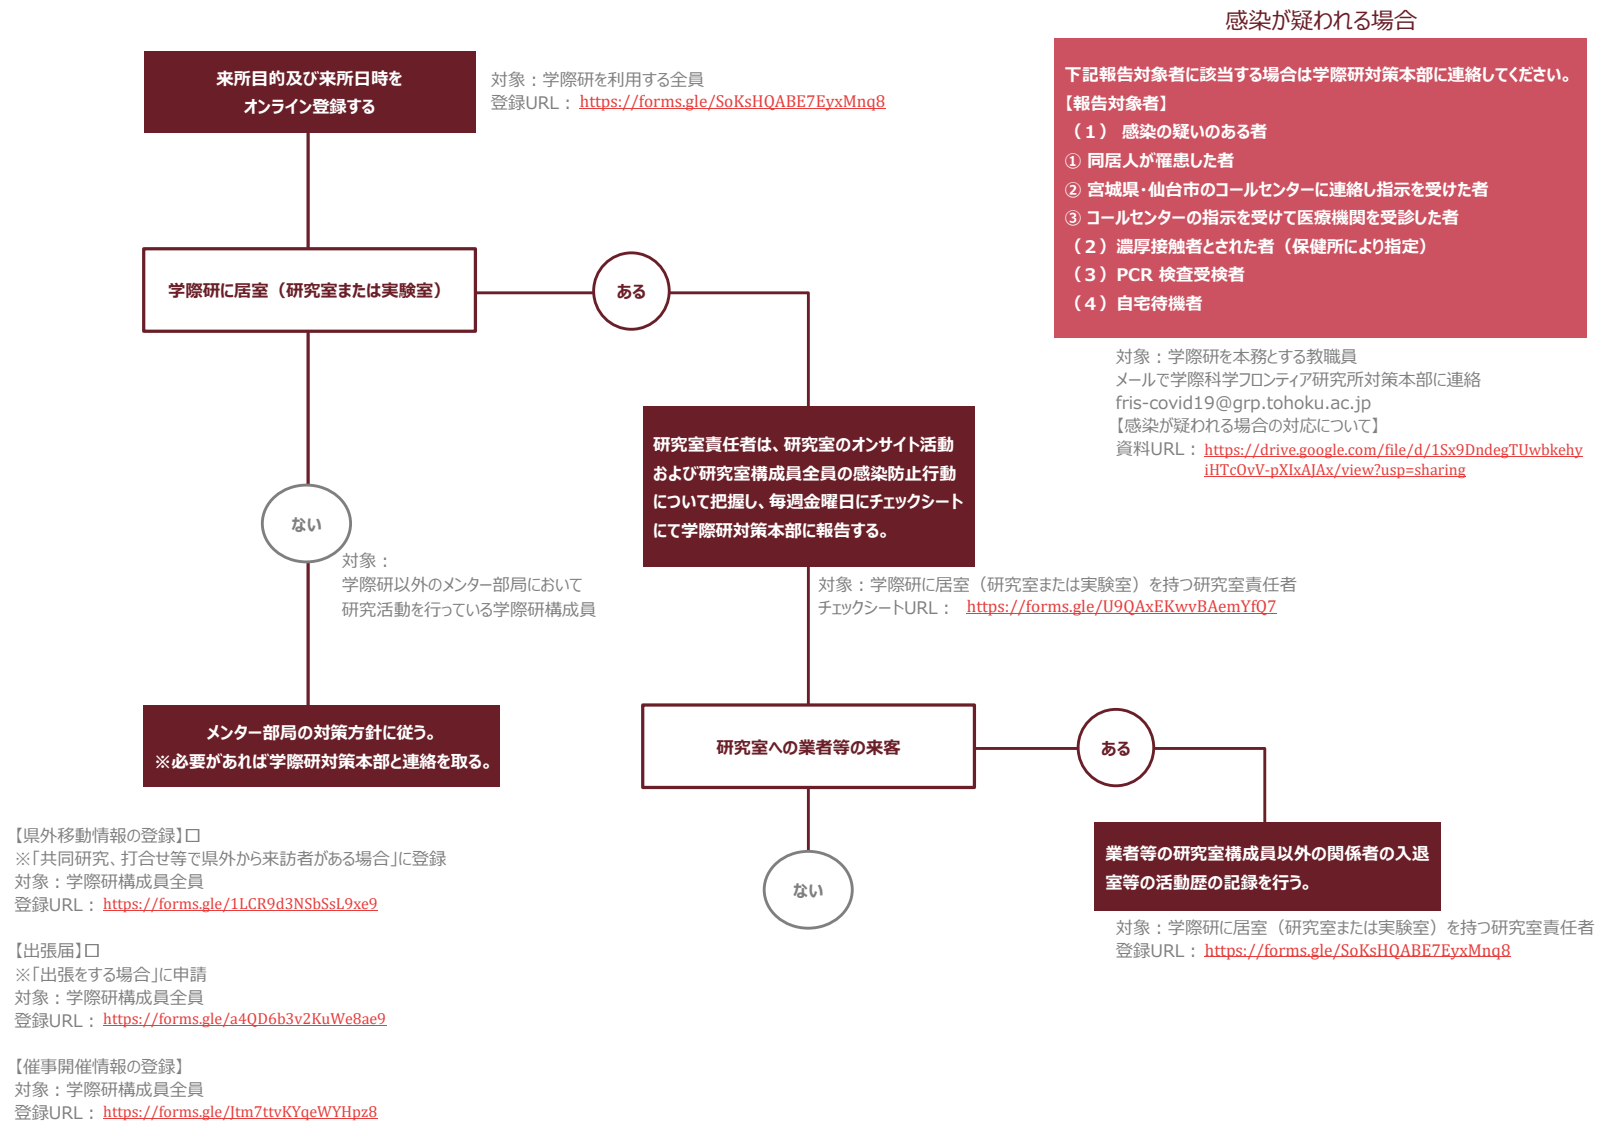 感染が疑われる場合
来所目的及び来所日時を
オンライン登録する
対象：学際研を利用する全員
登録URL： https://forms.gle/SoKsHQABE7EyxMnq8
下記報告対象者に該当する場合は学際研対策本部に連絡してください。
【報告対象者】
（１） 感染の疑いのある者
① 同居人が罹患した者
② 宮城県・仙台市のコールセンターに連絡し指示を受けた者
③ コールセンターの指示を受けて医療機関を受診した者
（２）濃厚接触者とされた者（保健所により指定）
（３）PCR 検査受検者
（４）自宅待機者
対象：学際研を本務とする教職員
メールで学際科学フロンティア研究所対策本部に連絡
fris-covid19@grp.tohoku.ac.jp
【感染が疑われる場合の対応について】
資料URL： https://drive.google.com/file/d/1Sx9DndegTUwbkehy
iHTcOvV-pXIxAJAx/view?usp=sharing
学際研に居室（研究室または実験室）
ある
研究室責任者は、研究室のオンサイト活動
および研究室構成員全員の感染防止行動
について把握し、毎週金曜日にチェックシート
にて学際研対策本部に報告する。
ない
対象：
学際研以外のメンター部局において
研究活動を行っている学際研構成員
対象：学際研に居室（研究室または実験室）を持つ研究室責任者
チェックシートURL： https://forms.gle/U9QAxEKwvBAemYfQ7
メンター部局の対策方針に従う。
※必要があれば学際研対策本部と連絡を取る。
研究室への業者等の来客
ある
ない
業者等の研究室構成員以外の関係者の入退
室等の活動歴の記録を行う。
対象：学際研に居室（研究室または実験室）を持つ研究室責任者
登録URL： https://forms.gle/SoKsHQABE7EyxMnq8
【県外移動情報の登録】□
※「共同研究、打合せ等で県外から来訪者がある場合」に登録
対象：学際研構成員全員
登録URL： https://forms.gle/1LCR9d3NSbSsL9xe9
【出張届】□
※「出張をする場合」に申請
対象：学際研構成員全員
登録URL： https://forms.gle/a4QD6b3v2KuWe8ae9
【催事開催情報の登録】
対象：学際研構成員全員
登録URL： https://forms.gle/Jtm7ttvKYqeWYHpz8